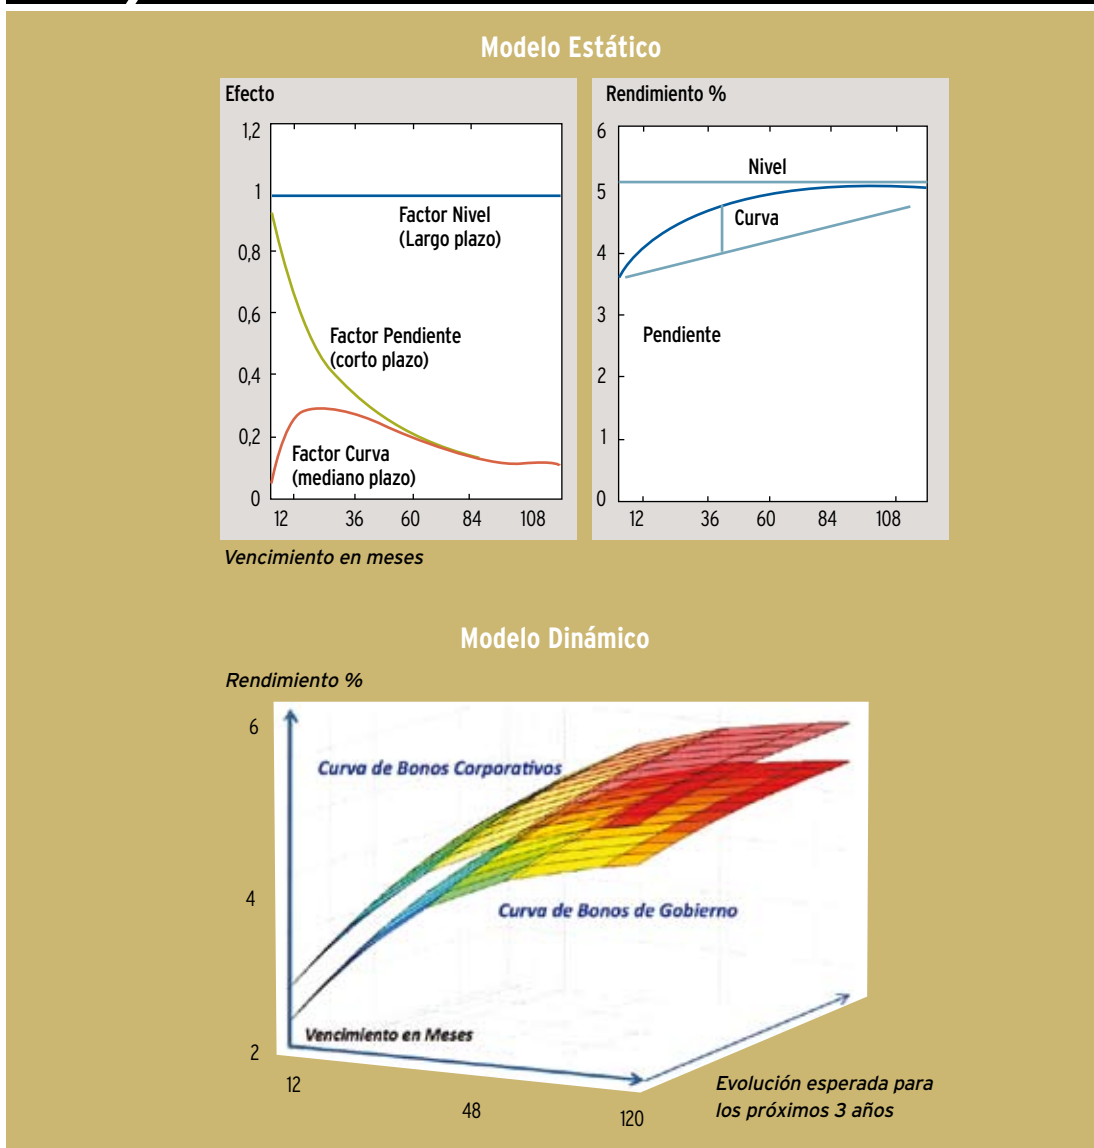 Modelo Estático
Efecto
1,2
1
0,8
0,6
0,4
0,2
0
Factor Nivel
(Largo plazo)
Factor Pendiente
(corto plazo)
Factor Curva
(mediano plazo)
12 36 60 84 108
Vencimiento en meses
Rendimiento %
6
5
4
3
2
1
0
Nivel
Curva
Pendiente
12 36 60 84 108
Modelo Dinámico
Rendimiento %
6
4
2
Curva de Bonos Corporativos
Curva de Bonos de Gobierno
Vencimiento en Meses
12
48
120
Evolución esperada para
los próximos 3 años